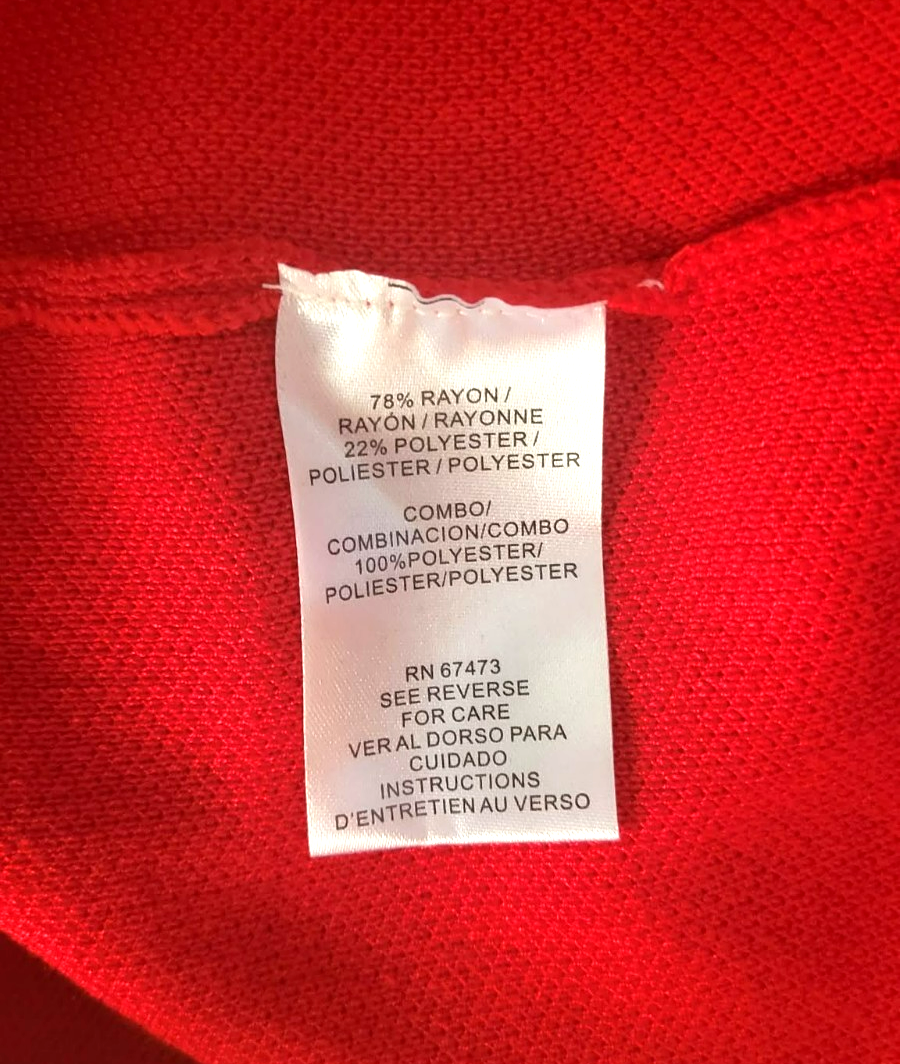 78% RAYON /
RAYÓN / RAYONNE
22% POLYESTER /
POLIESTER / POLYESTER
COMBO/
COMBINACION/COMBO
100%POLYESTER/
POLIESTER/POLYESTER
RN 67473
SEE REVERSE
FOR CARE
VER AL DORSO PARA
CUIDADO
INSTRUCTIONS
D'ENTRETIEN AU VERSO